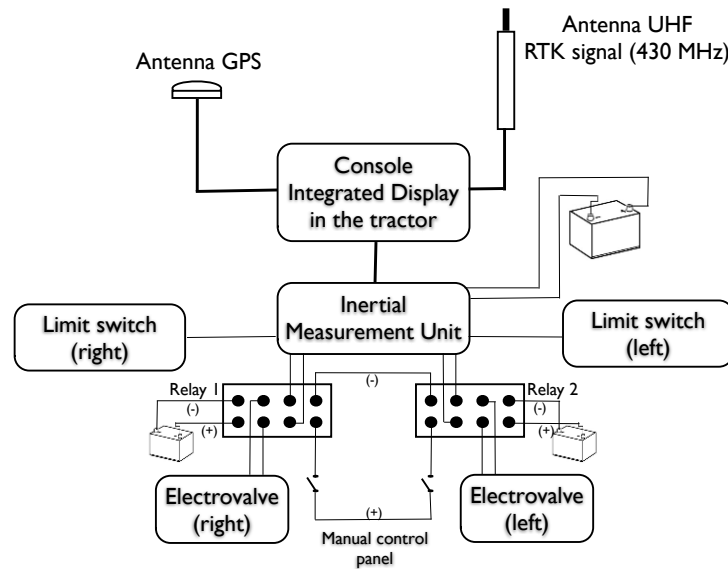 Antenna UHF
RTK signal (430 MHz)
Antenna GPS
Console
Integrated Display
in the tractor
Inertial
Measurement Unit
Limit switch
(right)
Limit switch
(left)
Relay 1
(-)
Relay 2
(-)
(-)
(+)
(+)
Electrovalve
(right)
Electrovalve
(left)
(+)
Manual control
panel